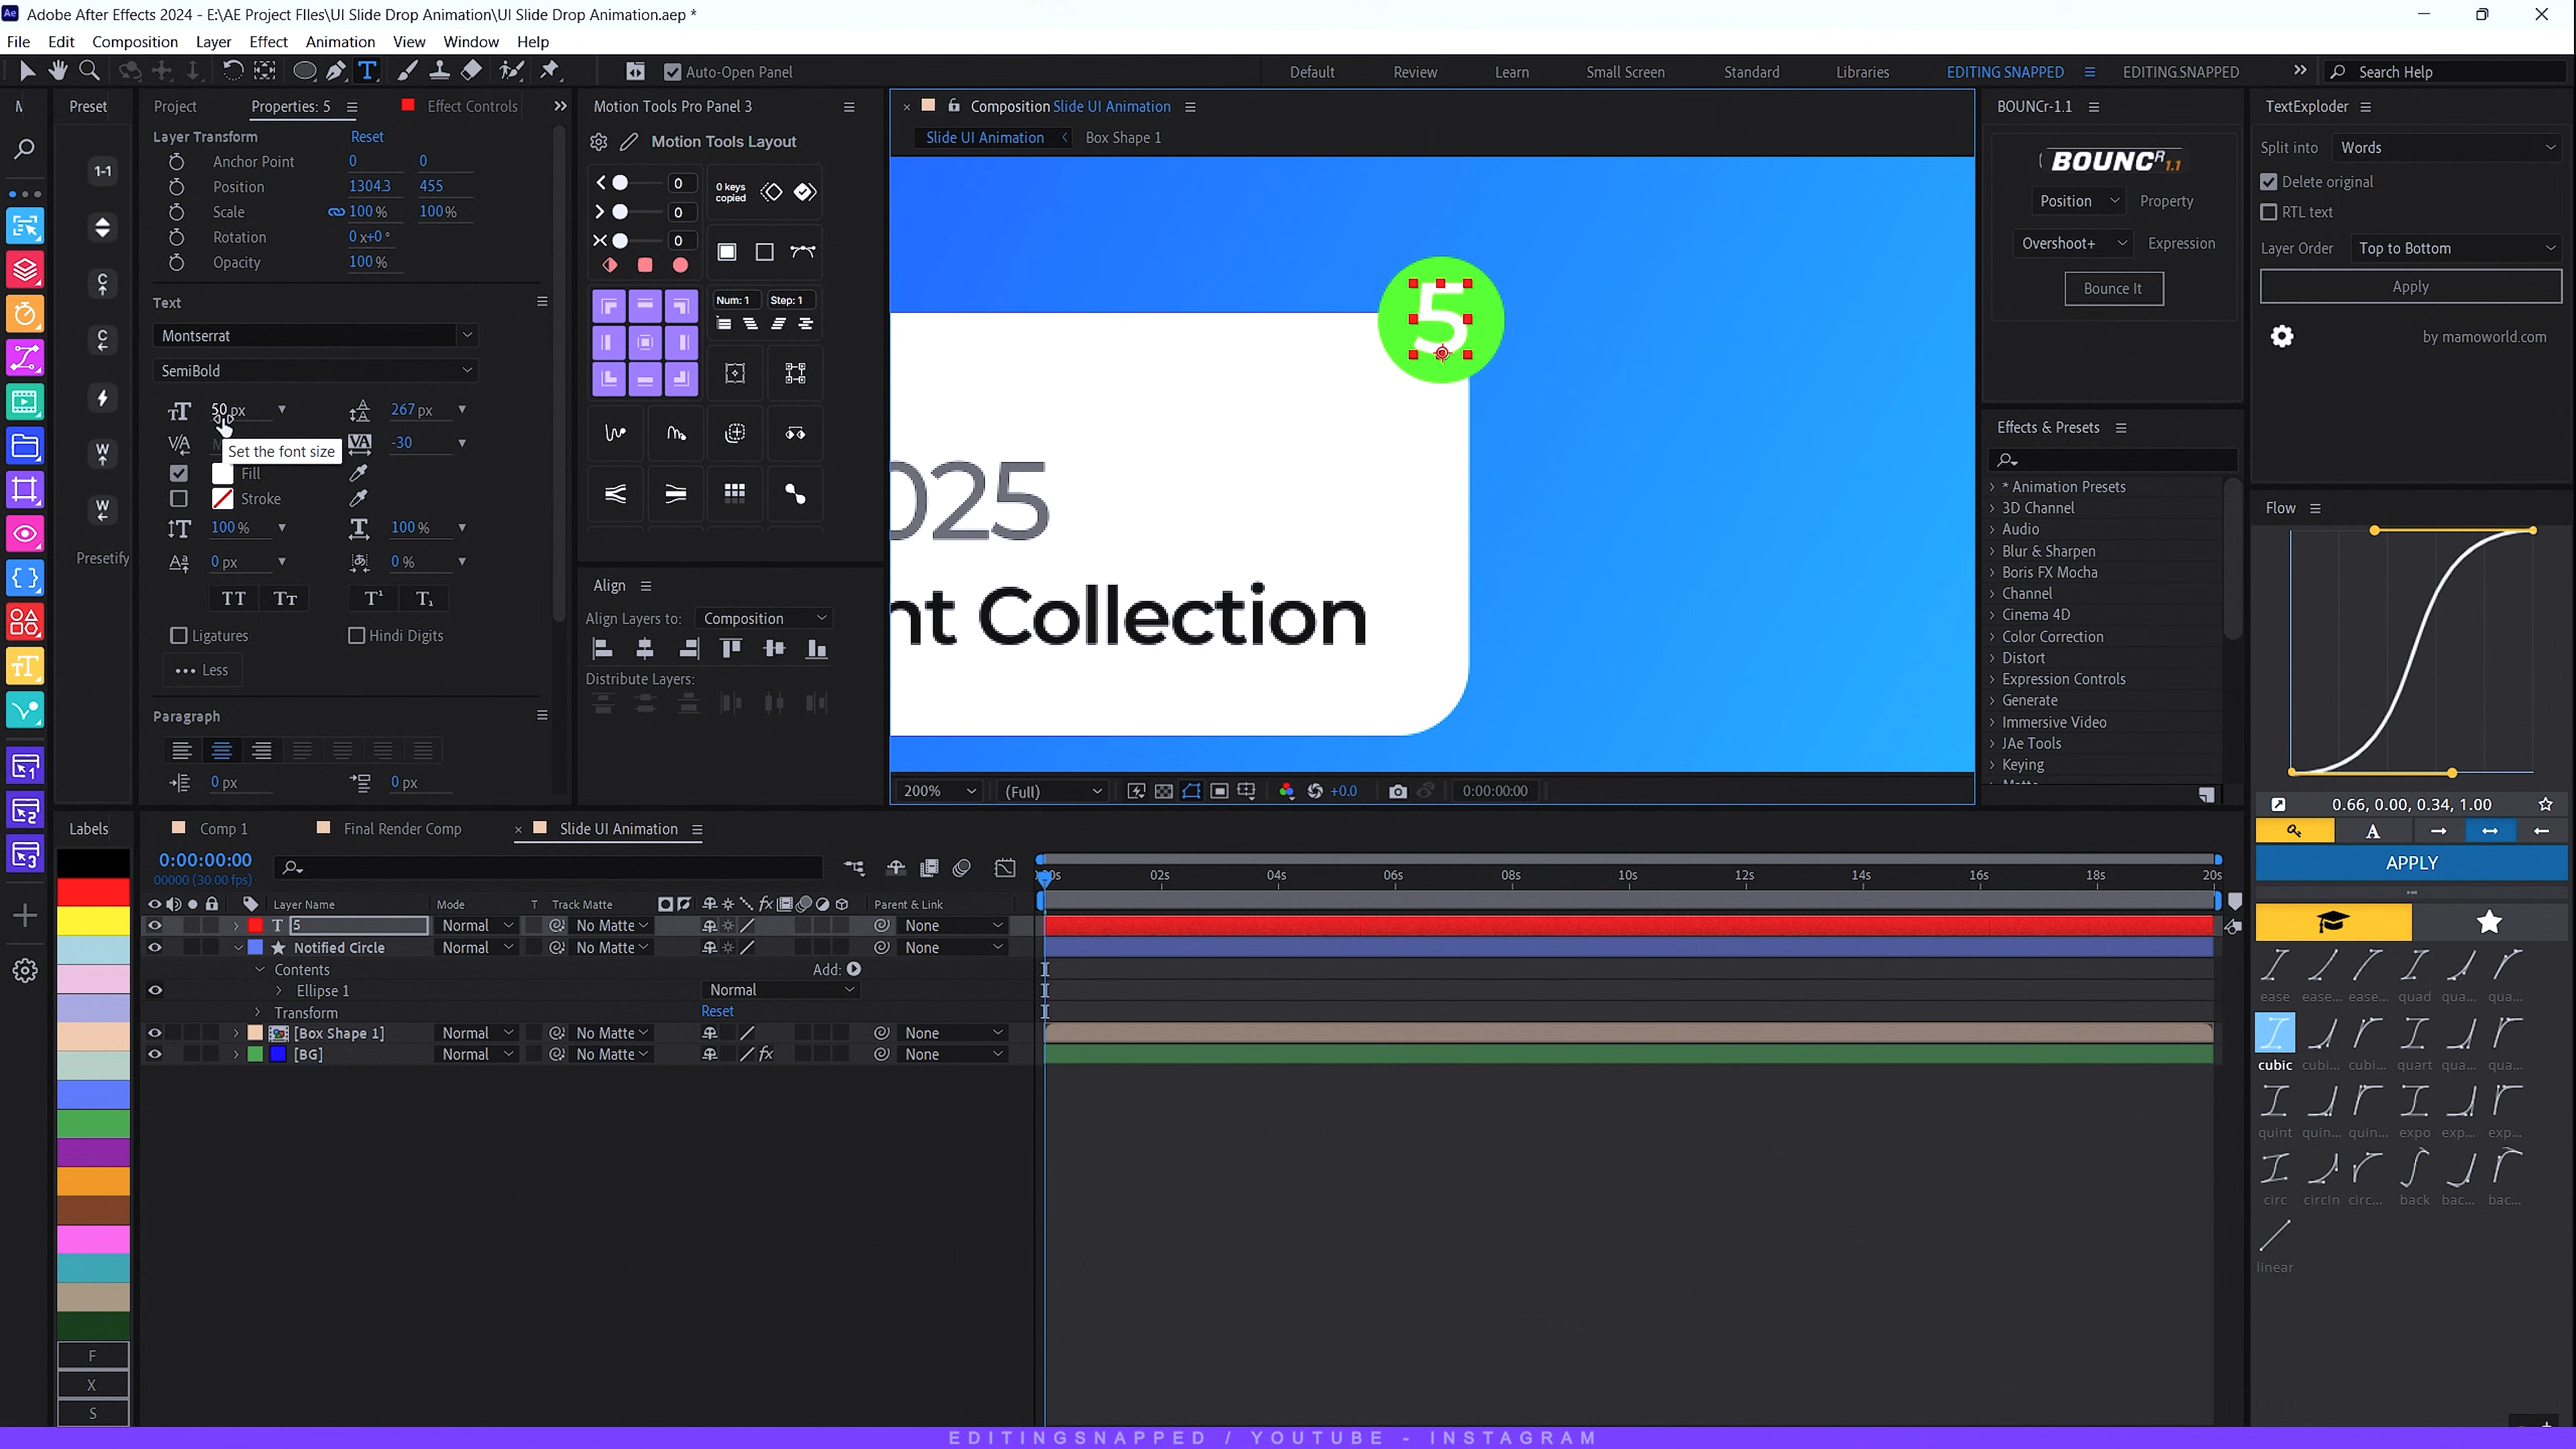 Adobe After Effects 2024 - E:\AE Project FIles\UI Slide Drop Animation\UI Slide Drop Animation.aep *
File Edit Composition Layer Effect Animation View Window Help
Auto-Open Panel
Default Review Learn Small Screen Standard Libraries EDITING SNAPPED EDITING.SNAPPED Search Help
Preset
1-1
C
C
W
W
Presetify
Project Properties: 5 Effect Controls
Layer Transform Reset
Anchor Point 0 0
Position 1304.3 455
Scale 100 % 100 %
Rotation 0 x+0 °
Opacity 100 %
Text
Montserrat
SemiBold
50 px 267 px
-30
Set the font size
Fill
Stroke
100 % 100 %
0 px 0 %
Ligatures Hindi Digits
Less
Paragraph
0 px 0 px
Motion Tools Pro Panel 3
Motion Tools Layout
0
0
0
0 keys copied
Num: 1 Step: 1
Align
Align Layers to: Composition
Distribute Layers:
Composition Slide UI Animation
Slide UI Animation Box Shape 1
5
025
nt Collection
200% (Full) +0.0 0:00:00:00
BOUNCr-1.1
BOUNCR 1.1
Position Property
Overshoot+ Expression
Bounce It
Effects & Presets
* Animation Presets
3D Channel
Audio
Blur & Sharpen
Boris FX Mocha
Channel
Cinema 4D
Color Correction
Distort
Expression Controls
Generate
Immersive Video
JAe Tools
Keying
TextExploder
Split into Words
Delete original
RTL text
Layer Order Top to Bottom
Apply
by mamoworld.com
Flow
0.66, 0.00, 0.34, 1.00
A
APPLY
ease ease... ease... quad qua... qua...
cubic cubi... cubi... quart qua... qua...
quint quin... quin... expo exp... exp...
circ circIn circ... back bac... bac...
linear
Labels
F
X
S
Comp 1 Final Render Comp Slide UI Animation
0:00:00:00
00000 (30.00 fps)
02s 04s 06s 08s 10s 12s 14s 16s 18s 20s
Layer Name Mode T Track Matte Parent & Link
5 Normal No Matte None
Notified Circle Normal No Matte None
Contents Add:
Ellipse 1 Normal
Transform Reset
[Box Shape 1] Normal No Matte None
[BG] Normal No Matte None
EDITINGSNAPPED / YOUTUBE - INSTAGRAM